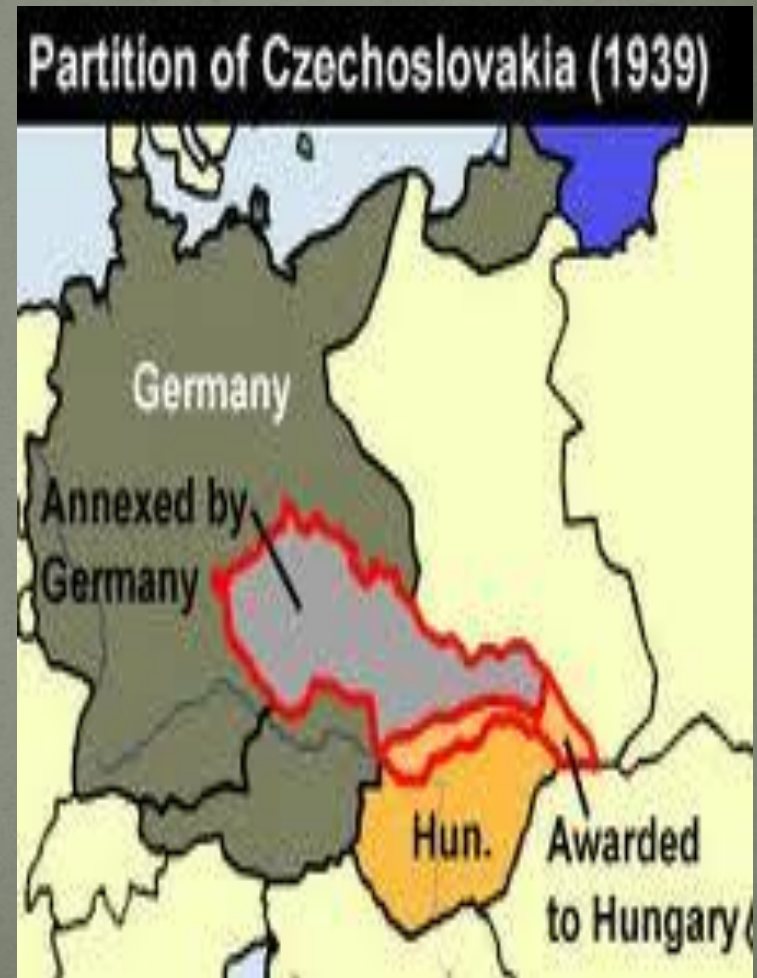 Partition of Czechoslovakia (1939)
Germany
Annexed by
Germany
Hun.
Awarded
to Hungary